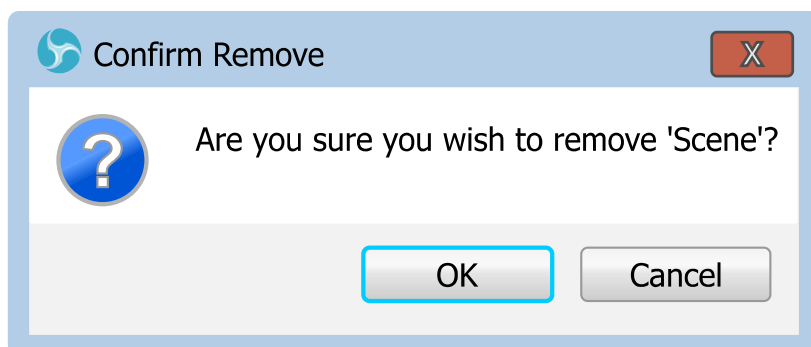 Confirm Remove
X
Are you sure you wish to remove 'Scene'?
OK
Cancel